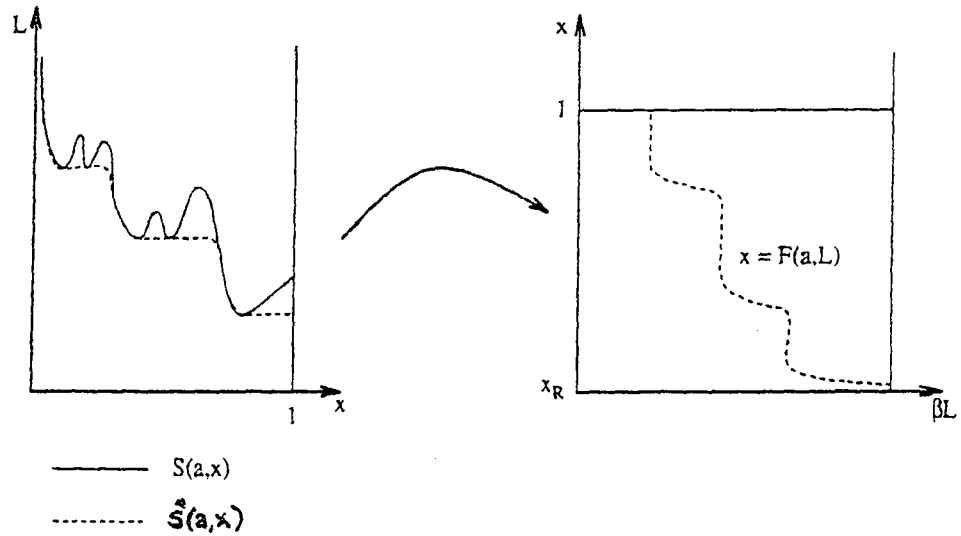 L
x
1
x
1
x = F(a,L)
x_R
βL
S(a,x)
Ŝ(a,x)